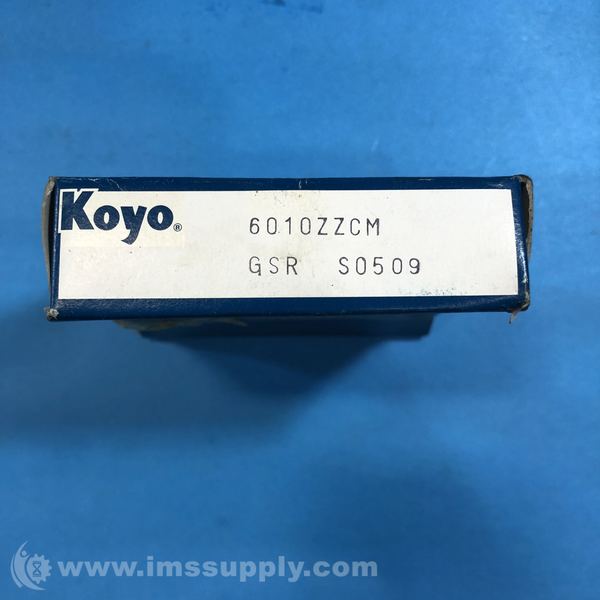 Koyo® 6010ZZCM
GSR S0509
www.imssupply.com